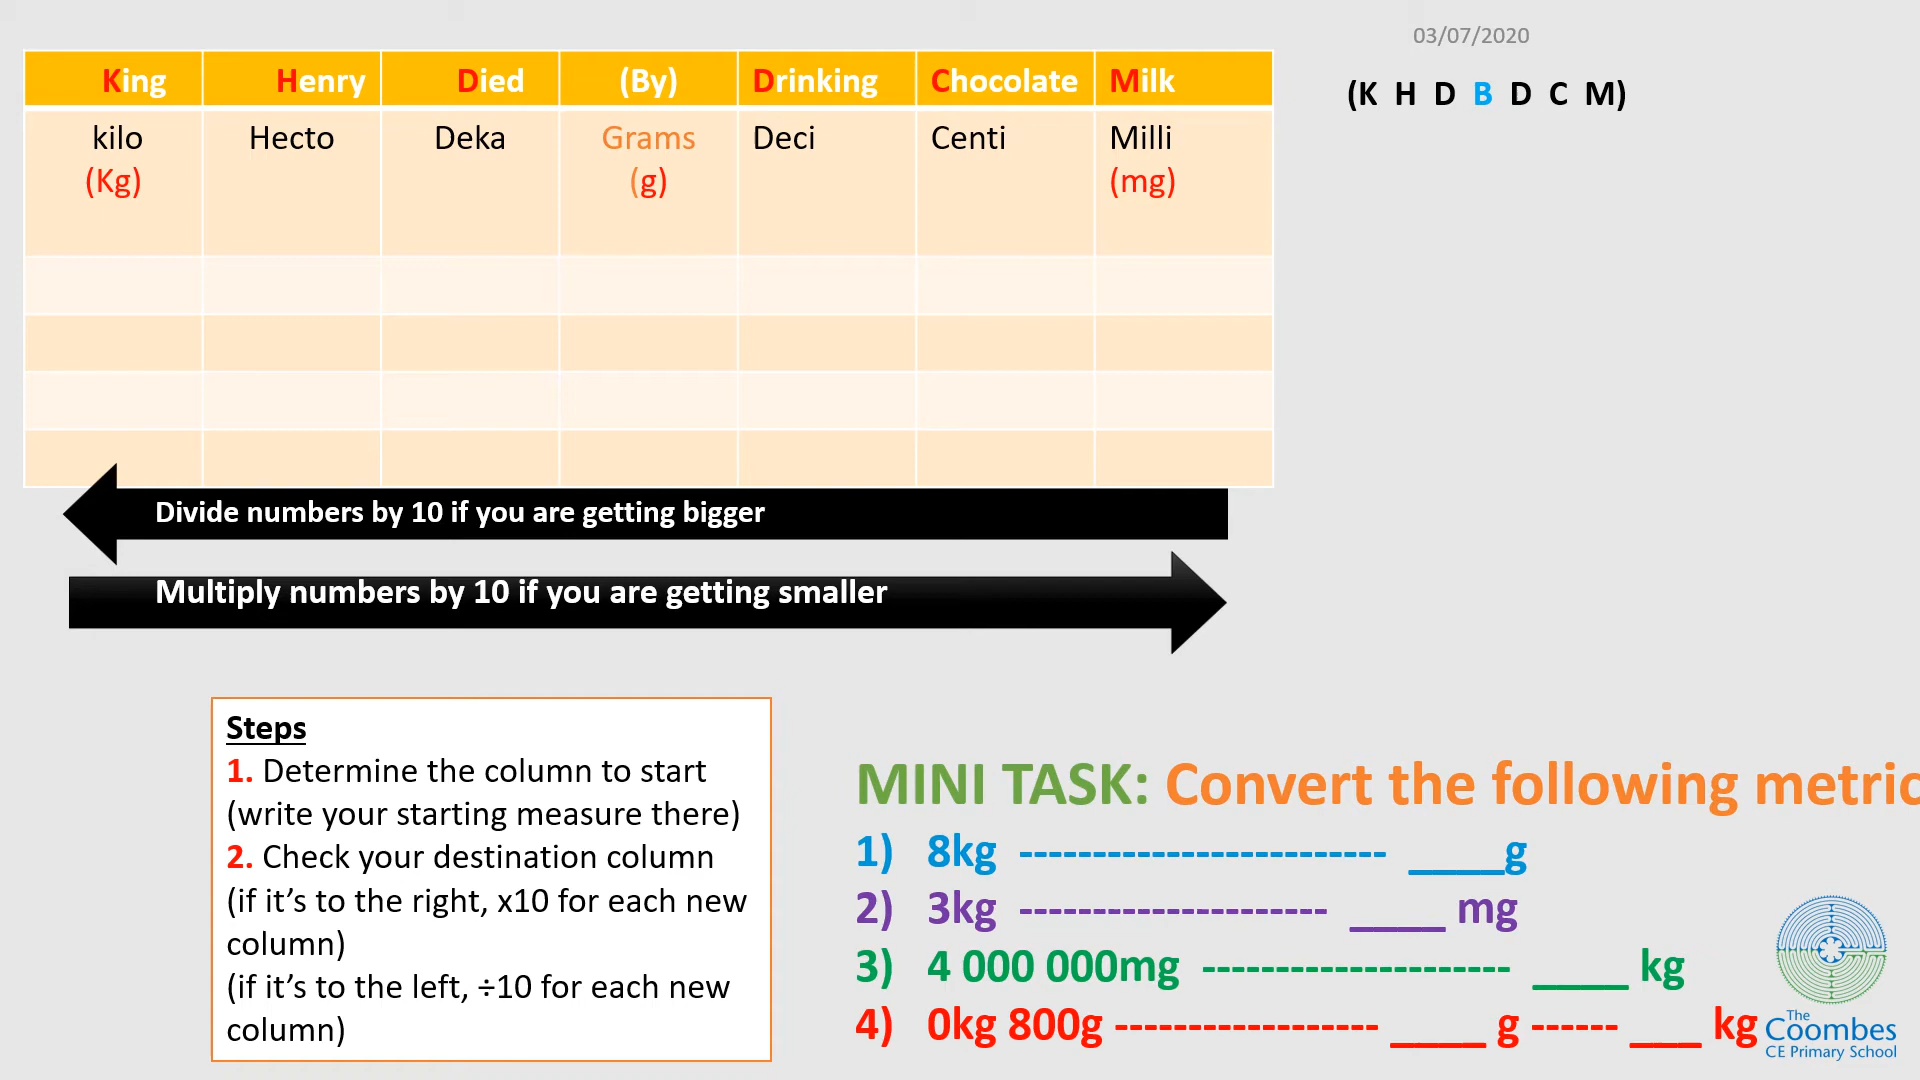 03/07/2020
King Henry Died (By) Drinking Chocolate Milk
(K H D B D C M)
kilo Hecto Deka Grams Deci Centi Milli
(Kg) (g) (mg)
Divide numbers by 10 if you are getting bigger
Multiply numbers by 10 if you are getting smaller
Steps
1. Determine the column to start
(write your starting measure there)
2. Check your destination column
(if it’s to the right, x10 for each new
column)
(if it’s to the left, ÷10 for each new
column)
MINI TASK: Convert the following metric
1) 8kg ------------------------- ____g
2) 3kg --------------------- ____ mg
3) 4 000 000mg --------------------- ____ kg
4) 0kg 800g ------------------ ____ g ------ ___ kg
The
Coombes
CE Primary School